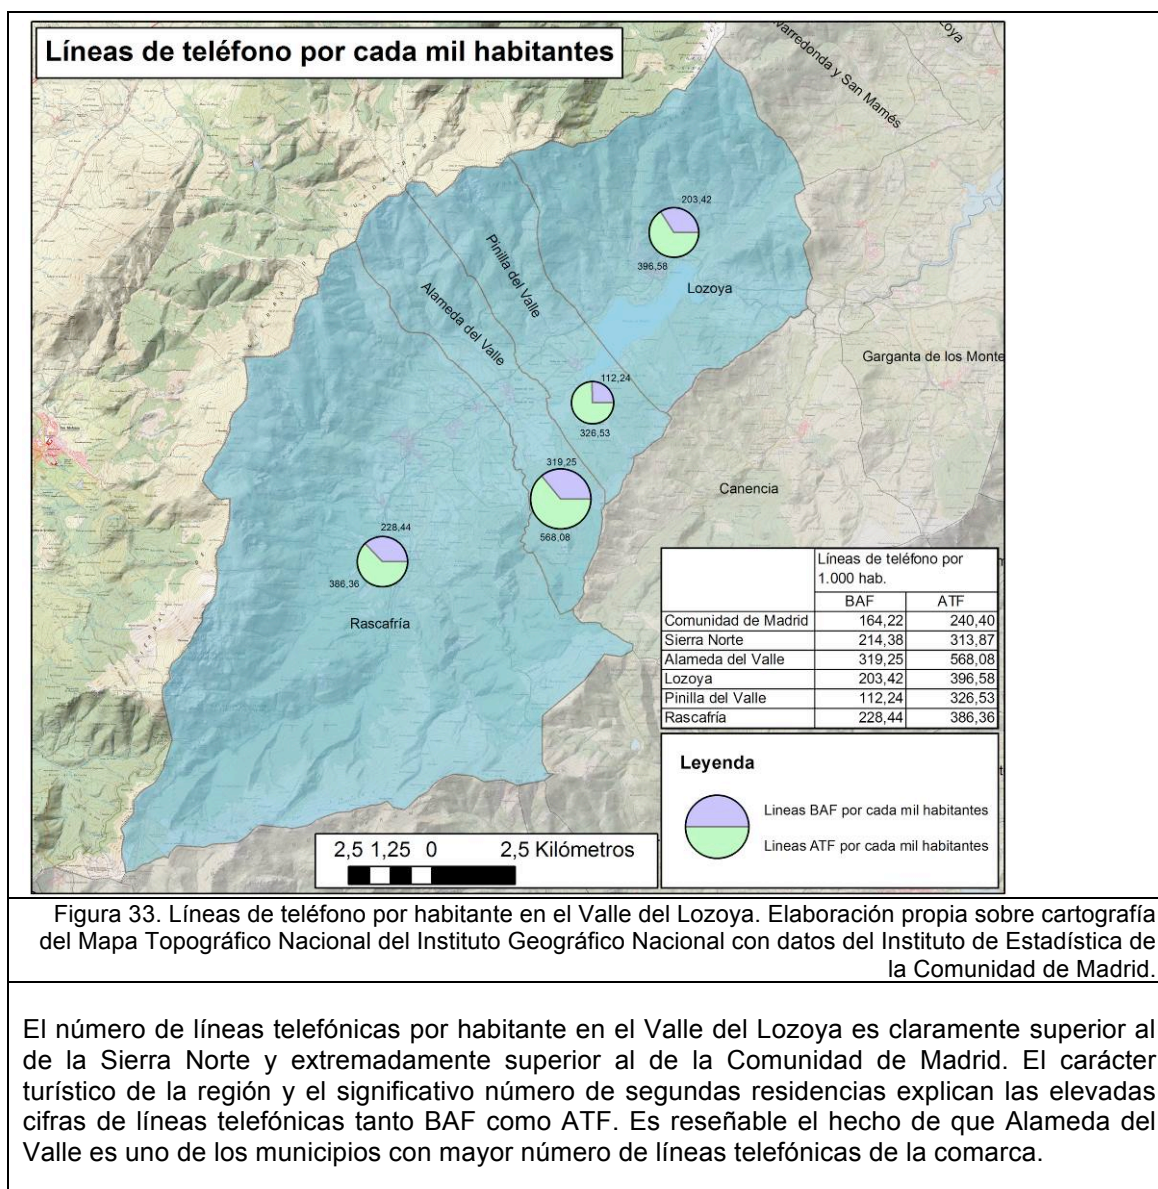 Líneas de teléfono por cada mil habitantes
Loya
varredonda y San Mamés
203,42
396,58
Lozoya
Pinilla del Valle
Alameda del Valle
Garganta de los Monte
112,24
326,53
319,25
568,08
Canencia
228,44
386,36
Rascafría
Líneas de teléfono por
1.000 hab.
BAF ATF
Comunidad de Madrid 164,22 240,40
Sierra Norte 214,38 313,87
Alameda del Valle 319,25 568,08
Lozoya 203,42 396,58
Pinilla del Valle 112,24 326,53
Rascafría 228,44 386,36
Leyenda
Lineas BAF por cada mil habitantes
Lineas ATF por cada mil habitantes
2,5 1,25 0 2,5 Kilómetros
Figura 33. Líneas de teléfono por habitante en el Valle del Lozoya. Elaboración propia sobre cartografía
del Mapa Topográfico Nacional del Instituto Geográfico Nacional con datos del Instituto de Estadística de
la Comunidad de Madrid.
El número de líneas telefónicas por habitante en el Valle del Lozoya es claramente superior al
de la Sierra Norte y extremadamente superior al de la Comunidad de Madrid. El carácter
turístico de la región y el significativo número de segundas residencias explican las elevadas
cifras de líneas telefónicas tanto BAF como ATF. Es reseñable el hecho de que Alameda del
Valle es uno de los municipios con mayor número de líneas telefónicas de la comarca.